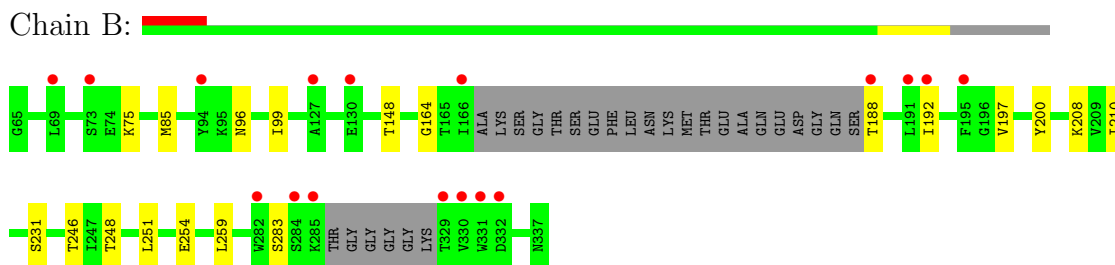 Chain B:
G65 L69 S73 E74 K75 M85 Y94 K95 N96 I99 A127 E130 T148 G164 T165 I166 ALA LYS SER GLY THR SER GLU PHE LEU ASN LYS MET THR GLU ALA GLN GLU ASP GLY GLN SER T188 L191 I192 F195 G196 V197 Y200 K208 V209
S231 T246 I247 T248 L251 E254 L259 W282 S283 S284 K285 THR GLY GLY GLY GLY LYS T329 V330 W331 D332 N337